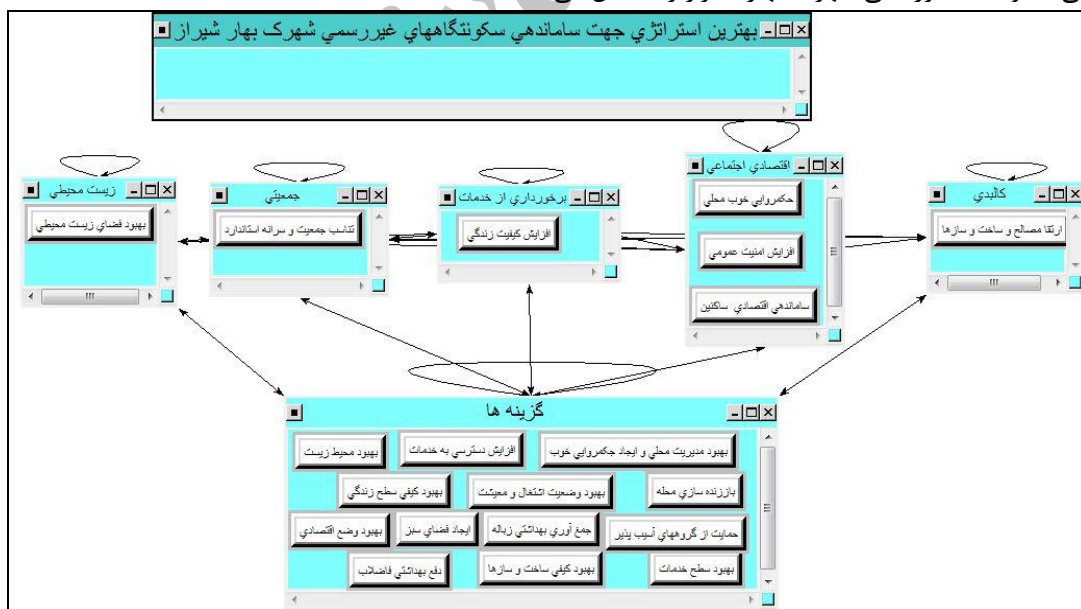 بهترين استراتژي جهت ساماندهي سکونتگاههاي غيررسمي شهرک بهار شيراز
کالبدي
ارتقا مصالح و ساخت و سازها
اقتصادي اجتماعي
حکمروايي خوب محلي
افزايش امنيت عمومي
ساماندهي اقتصادي ساکنين
برخورداري از خدمات
افزايش کيفيت زندگي
جمعيتي
تناسب جمعيت و سرانه استاندارد
زيست محيطي
بهبود فضاي زيست محيطي
گزينه ها
بهبود مديريت محلي و ايجاد جکمروايي خوب
افزايش دسترسي به خدمات
بهبود محيط زيست
باززنده سازي محله
بهبود وضعيت اشتغال و معيشت
بهبود کيفي سطح زندگي
حمايت از گروههاي آسيب پذير
جمع آوري بهداشتي زباله
ايجاد فضاي سبز
بهبود وضع اقتصادي
بهبود سطح خدمات
بهبود کيفي ساخت و سازها
دفع بهداشتي فاضلاب